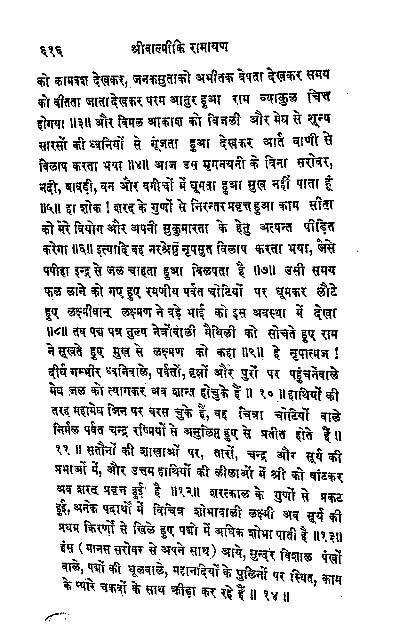 ६१६ श्रीवाल्मीकि रामायण
को कामवश देखकर, जनकसुताको अभीतक बेपता देखकर समय
को बीतता जाता देखकर परम आतुर हुआ राम व्याकुल चित्त
होगया ॥३॥ और विमल आकाश को बिजली और मेघ से शून्य
सारसों की ध्वनियों से गूंजता हुआ देखकर आर्त वाणी से
विलाप करता भया ॥४॥ आज उस मृगनयनी के विना सरोवर,
नदी, बावड़ी, वन और बगीचों में घूमता हुआ सुख नहीं पाता हूं
॥५॥ हा शोक ! शरद के गुणों से निरन्तर प्रवृत्त हुआ काम सीता
को मेरे वियोग और अपनी सुकुमारता के हेतु अत्यन्त पीड़ित
करेगा ॥६॥ इत्यादि वह नरश्रेष्ठ नृपसुत विलाप करता भया, जैसे
पपीहा इन्द्र से जल चाहता हुआ विलपता है ॥७॥ उसी समय
फल लाने को गए हुए रमणीय पर्वत चोटियों पर घूमकर लौटे
हुए लक्ष्मीवान् लक्ष्मण ने बड़े भाई को इस अवस्था में देखा
॥८॥ तब पद्म पत्र तुल्य नेत्रोंवाली मैथिली को सोचते हुए राम
ने सूखते हुए मुख से लक्ष्मण को कहा ॥९॥ हे नृपात्मज !
दीर्घ गम्भीर ध्वनिवाले, पर्वतों, वृक्षों और पुरों पर पहुंचनेवाले
मेघ जल को त्यागकर अब शान्त होचुके हैं ॥ १० ॥ हाथियों की
तरह महामेघ जिन पर बरस चुके हैं, वह चित्रा चोटियों वाले
निर्मल पर्वत चन्द्र रश्मियों से अनुलिप्त हुए से प्रतीत होते हैं ॥
११ ॥ सतौनों की शाखाओं पर, तारों, चन्द्र और सूर्य की
प्रभाओं में, और उत्तम हाथियों की लीलाओं में श्री को बांटकर
अब शरद प्रवृत्त हुई है ॥१२॥ शरत्काल के गुणों से प्रकट
हुई, अनेक पदार्थों में विचित्र शोभावाली लक्ष्मी अब सूर्य की
प्रथम किरणों से खिले हुए पद्मों में अधिक शोभा पाती है ॥१३॥
हंस (मानस सरोवर से अपने साथ) आये, सुन्दर विशाल पंखों
वाले, पद्मों की धूलवाले, महानदियों के पुलिनों पर स्थित, काम
के प्यारे चकवों के साथ क्रीड़ा कर रहे हैं ॥ १४ ॥